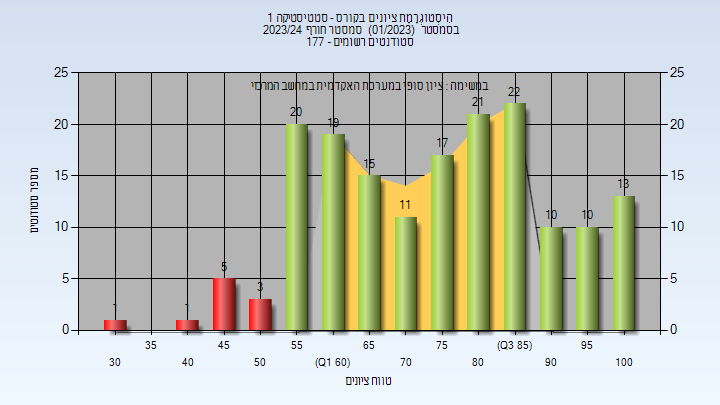 הִיסְטוֹגְרָמָת ציונים בקורס - סטטיסטיקה 1
בסמסטר (01/2023) סמסטר חורף 2023/24
סטודנטים רשומים - 177
במשימה : ציון סופי במערכת האקדמית במחשב המרכזי
25 25
20 20
15 15
10 10
5 5
0 0
1 1 5 3 20 19 15 11 17 21 22 10 10 13
מספר סטודנטים
35 45 55 65 75 (Q3 85) 95
30 40 50 (Q1 60) 70 80 90 100
טווח ציונים